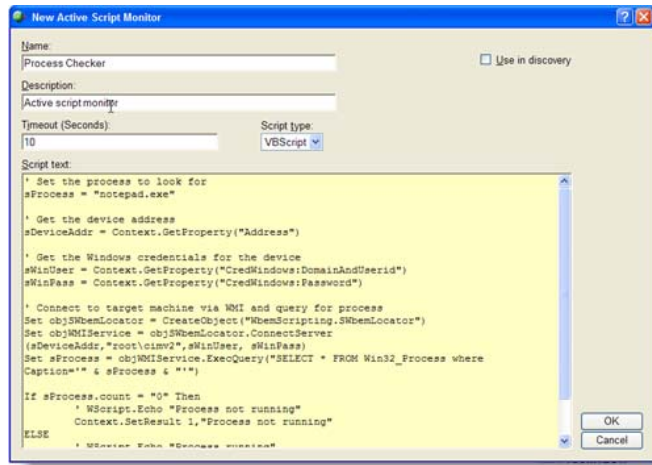 New Active Script Monitor
Name:
Process Checker
Use in discovery
Description:
Active script monitor
Timeout (Seconds):
Script type:
10
VBScript
Script text:
' Set the process to look for
sProcess = "notepad.exe"
' Get the device address
sDeviceAddr = Context.GetProperty("Address")
' Get the Windows credentials for the device
sWinUser = Context.GetProperty("CredWindows:DomainAndUserid")
sWinPass = Context.GetProperty("CredWindows:Password")
' Connect to target machine via WMI and query for process
Set objSWbemLocator = CreateObject("WbemScripting.SWbemLocator")
Set objWMIService = objSWbemLocator.ConnectServer
(sDeviceAddr,"root\cimv2",sWinUser, sWinPass)
Set sProcess = objWMIService.ExecQuery("SELECT * FROM Win32_Process where
Caption='" & sProcess & "'")
If sProcess.count = "0" Then
' WScript.Echo "Process not running"
Context.SetResult 1,"Process not running"
ELSE
' WScript.Echo "Process running"
OK
Cancel